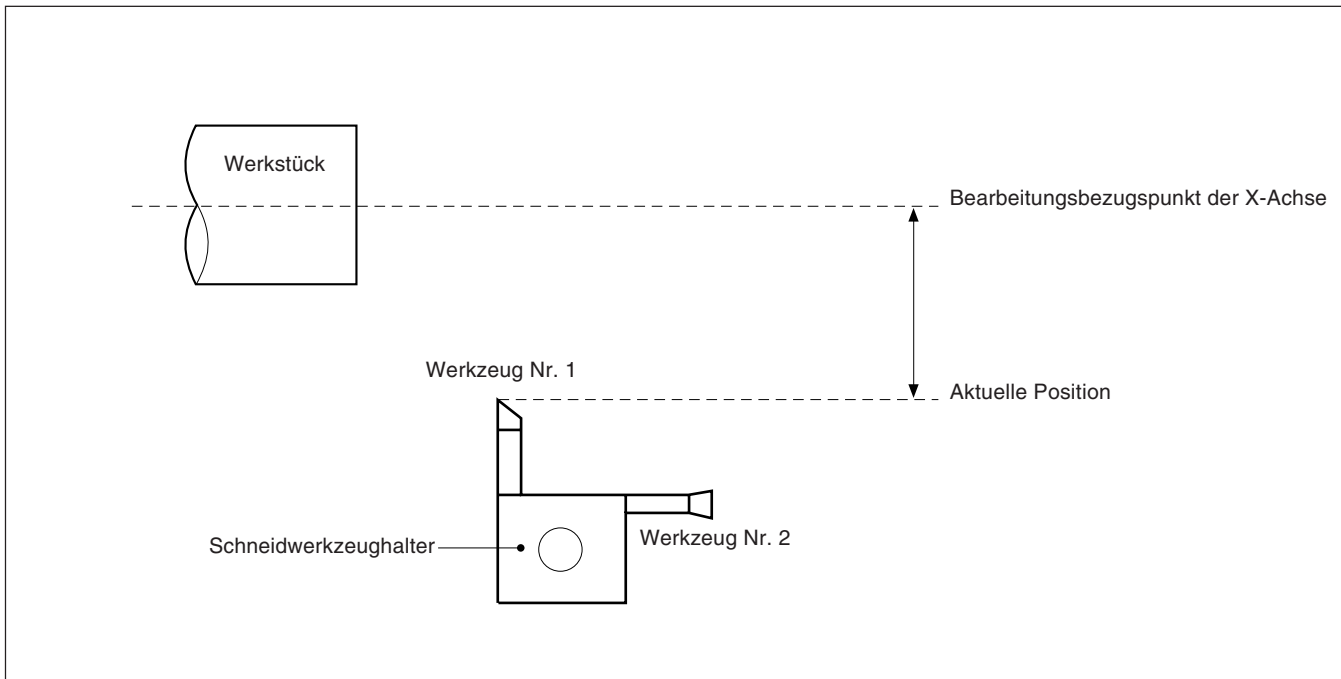 Werkstück
Bearbeitungsbezugspunkt der X-Achse
Werkzeug Nr. 1
Aktuelle Position
Schneidwerkzeughalter
Werkzeug Nr. 2